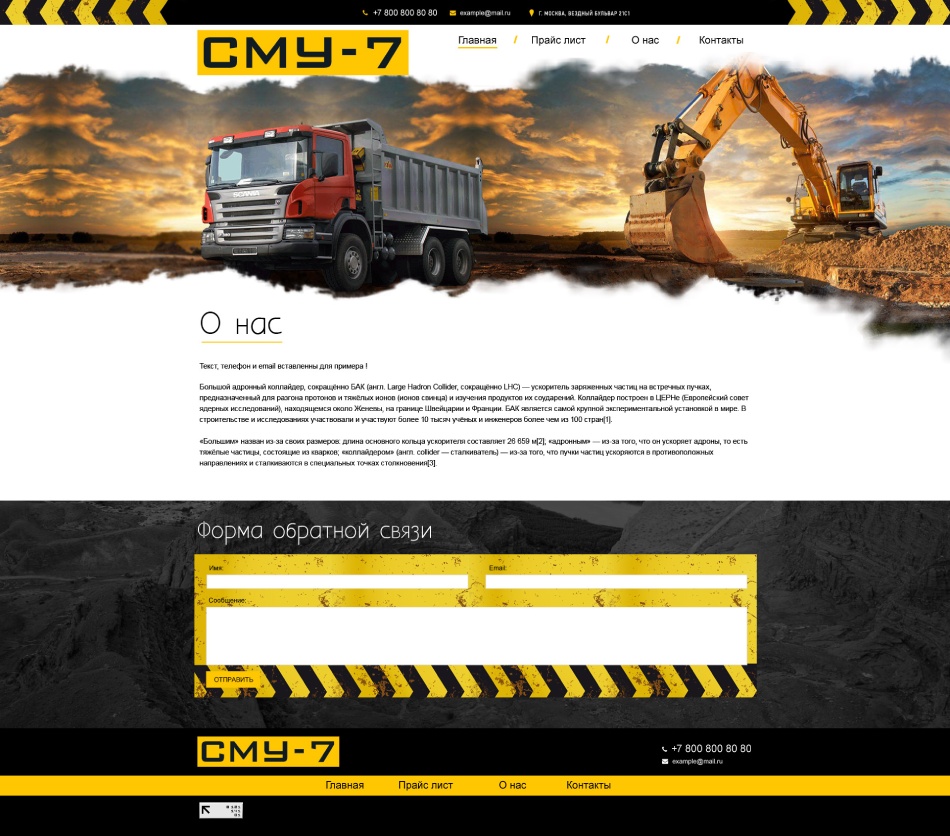 +7 800 800 80 80 example@mail.ru Г. МОСКВА, ВЕЗДНЫЙ БУЛЬВАР 21С1
СМУ-7
Главная / Прайс лист / О нас / Контакты
SCANIA
О нас
Текст, телефон и email вставленны для примера !
Большой адронный коллайдер, сокращённо БАК (англ. Large Hadron Collider, сокращённо LHC) — ускоритель заряженных частиц на встречных пучках,
предназначенный для разгона протонов и тяжёлых ионов (ионов свинца) и изучения продуктов их соударений. Коллайдер построен в ЦЕРНе (Европейский совет
ядерных исследований), находящемся около Женевы, на границе Швейцарии и Франции. БАК является самой крупной экспериментальной установкой в мире. В
строительстве и исследованиях участвовали и участвуют более 10 тысяч учёных и инженеров более чем из 100 стран[1].
«Большим» назван из-за своих размеров: длина основного кольца ускорителя составляет 26 659 м[2]; «адронным» — из-за того, что он ускоряет адроны, то есть
тяжёлые частицы, состоящие из кварков; «коллайдером» (англ. collider — сталкиватель) — из-за того, что пучки частиц ускоряются в противоположных
направлениях и сталкиваются в специальных точках столкновения[3].
Форма обратной связи
Имя: Email:
Сообщение:
ОТПРАВИТЬ
СМУ-7
+7 800 800 80 80
example@mail.ru
Главная Прайс лист О нас Контакты